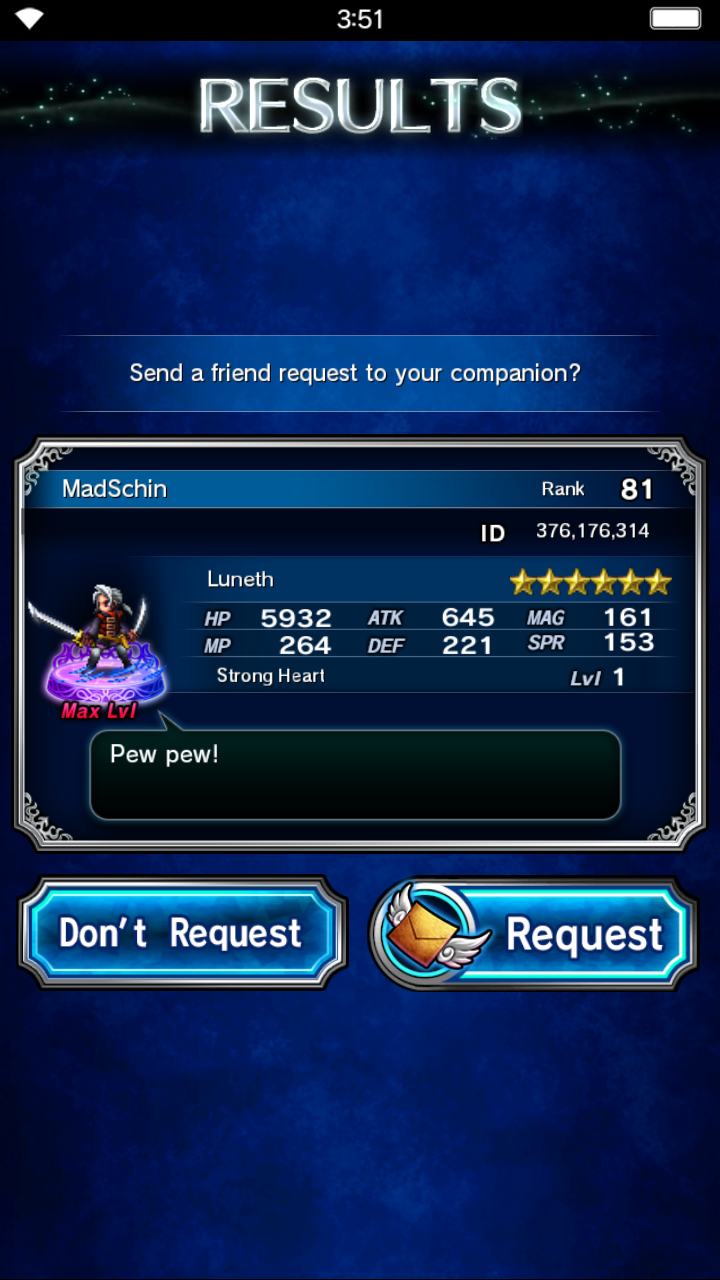 3:51
RESULTS
Send a friend request to your companion?
MadSchin Rank 81
ID 376,176,314
Luneth
HP 5932 ATK 645 MAG 161
MP 264 DEF 221 SPR 153
Strong Heart Lvl 1
Max Lvl
Pew pew!
Don't Request Request